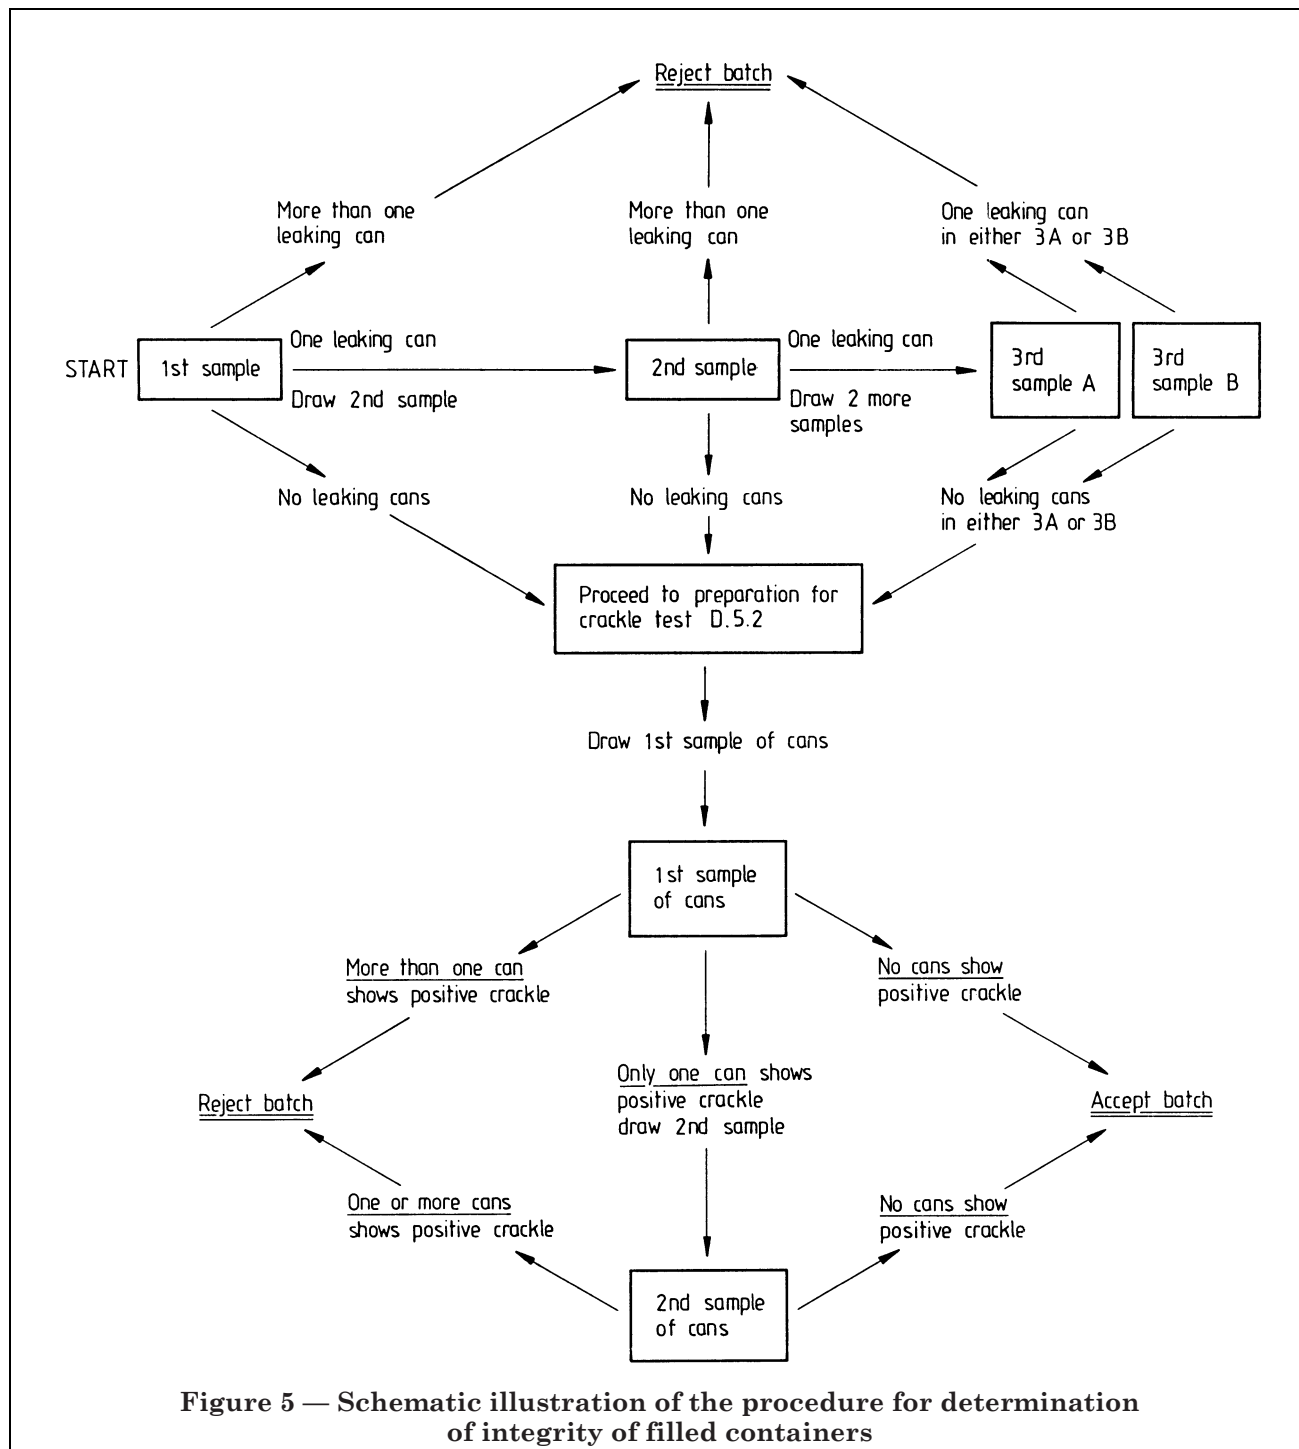 Reject batch
More than one
leaking can
More than one
leaking can
One leaking can
in either 3A or 3B
START
1st sample
One leaking can
Draw 2nd sample
2nd sample
One leaking can
Draw 2 more
samples
3rd
sample A
3rd
sample B
No leaking cans
No leaking cans
No leaking cans
in either 3A or 3B
Proceed to preparation for
crackle test D.5.2
Draw 1st sample of cans
1st sample
of cans
More than one can
shows positive crackle
No cans show
positive crackle
Only one can shows
positive crackle
draw 2nd sample
Reject batch
Accept batch
One or more cans
shows positive crackle
No cans show
positive crackle
2nd sample
of cans
Figure 5 — Schematic illustration of the procedure for determination
of integrity of filled containers